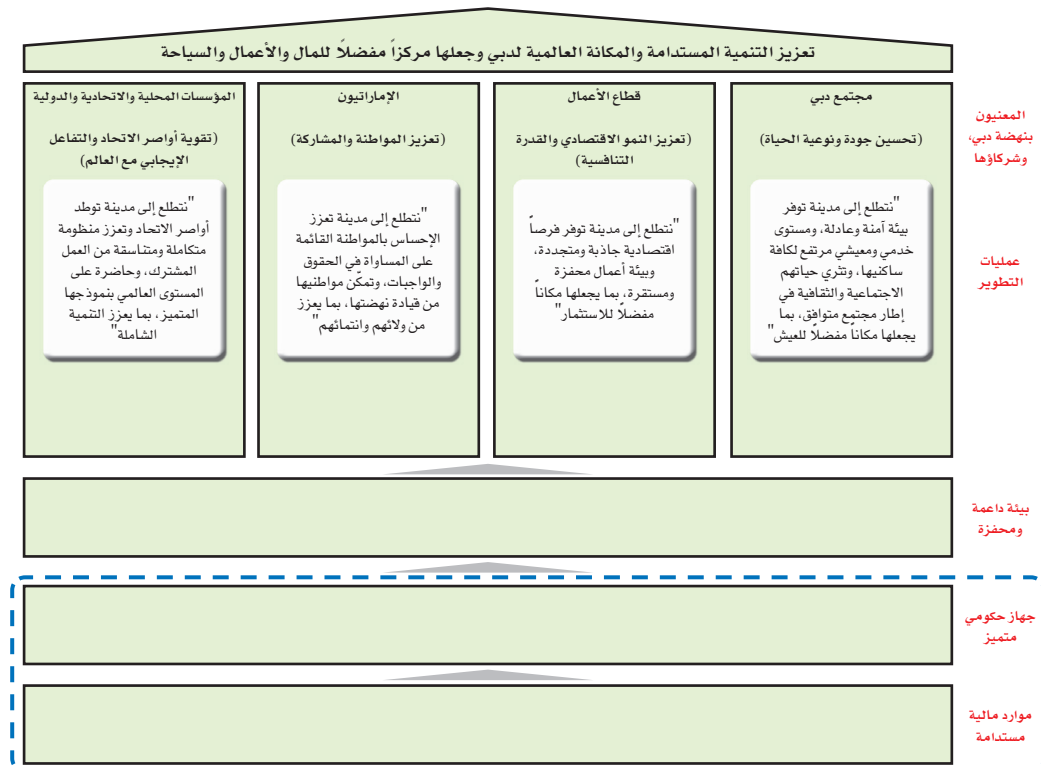 تعزيز التنمية المستدامة والمكانة العالمية لدبي وجعلها مركزاً مفضلاً للمال والأعمال والسياحة
المعنيون
بنهضة دبي،
وشركاؤها
مجتمع دبي
(تحسين جودة ونوعية الحياة)
قطاع الأعمال
(تعزيز النمو الاقتصادي والقدرة
التنافسية)
الإماراتيون
(تعزيز المواطنة والمشاركة)
المؤسسات المحلية والاتحادية والدولية
(تقوية أواصر الاتحاد والتفاعل
الإيجابي مع العالم)
عمليات
التطوير
"نتطلع إلى مدينة توفر
بيئة آمنة وعادلة، ومستوى
خدمي ومعيشي مرتفع لكافة
ساكنيها، وتثري حياتهم
الاجتماعية والثقافية في
إطار مجتمع متوافق، بما
يجعلها مكاناً مفضلاً للعيش"
"نتطلع إلى مدينة توفر فرصاً
اقتصادية جاذبة ومتجددة،
وبيئة أعمال محفزة
ومستقرة، بما يجعلها مكاناً
مفضلاً للاستثمار"
"نتطلع إلى مدينة تعزز
الإحساس بالمواطنة القائمة
على المساواة في الحقوق
والواجبات، وتمكّن مواطنيها
من قيادة نهضتها، بما يعزز
من ولائهم وانتمائهم"
"نتطلع إلى مدينة توطد
أواصر الاتحاد وتعزز منظومة
متكاملة ومتناسقة من العمل
المشترك، وحاضرة على
المستوى العالمي بنموذجها
المتميز، بما يعزز التنمية
الشاملة"
بيئة داعمة
ومحفزة
جهاز حكومي
متميز
موارد مالية
مستدامة